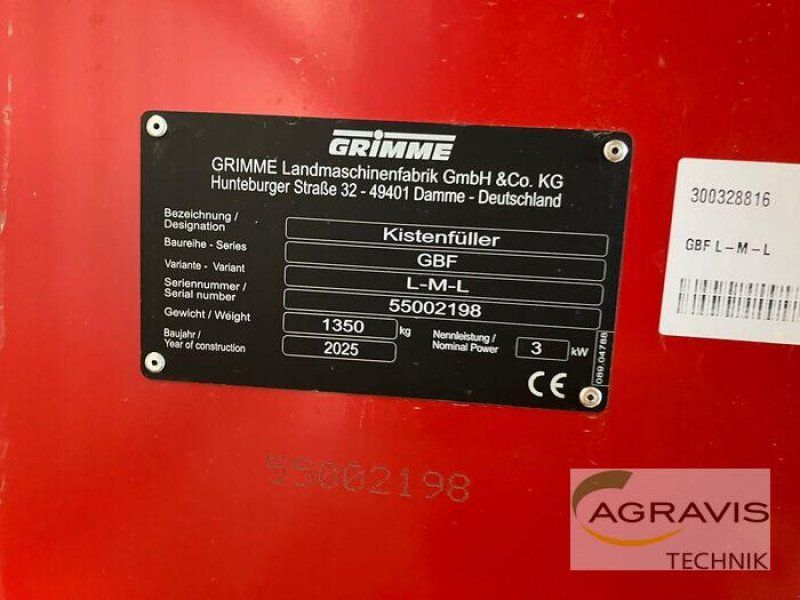 GRIMME
GRIMME Landmaschinenfabrik GmbH &Co. KG
Hunteburger Straße 32 - 49401 Damme - Deutschland
Bezeichnung /
Designation
Kistenfüller
Baureihe - Series
GBF
Variante - Variant
L-M-L
Seriennummer /
Serial number
55002198
Gewicht / Weight
1350 kg
Nennleistung /
Nominal Power
3 kW
Baujahr /
Year of construction
2025
CE
089.04788
300328816
GBF L-M-L
55002198
AGRAVIS
TECHNIK